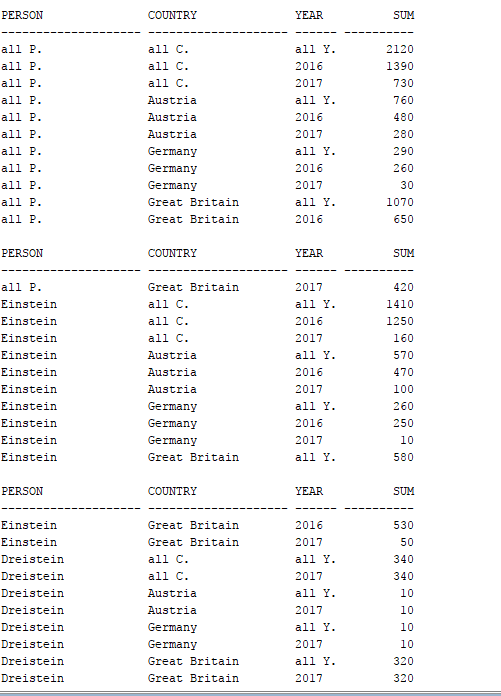 PERSON COUNTRY YEAR SUM
--------------------- --------------------- ------ ----------
all P. all C. all Y. 2120
all P. all C. 2016 1390
all P. all C. 2017 730
all P. Austria all Y. 760
all P. Austria 2016 480
all P. Austria 2017 280
all P. Germany all Y. 290
all P. Germany 2016 260
all P. Germany 2017 30
all P. Great Britain all Y. 1070
all P. Great Britain 2016 650
PERSON COUNTRY YEAR SUM
--------------------- --------------------- ------ ----------
all P. Great Britain 2017 420
Einstein all C. all Y. 1410
Einstein all C. 2016 1250
Einstein all C. 2017 160
Einstein Austria all Y. 570
Einstein Austria 2016 470
Einstein Austria 2017 100
Einstein Germany all Y. 260
Einstein Germany 2016 250
Einstein Germany 2017 10
Einstein Great Britain all Y. 580
PERSON COUNTRY YEAR SUM
--------------------- --------------------- ------ ----------
Einstein Great Britain 2016 530
Einstein Great Britain 2017 50
Dreistein all C. all Y. 340
Dreistein all C. 2017 340
Dreistein Austria all Y. 10
Dreistein Austria 2017 10
Dreistein Germany all Y. 10
Dreistein Germany 2017 10
Dreistein Great Britain all Y. 320
Dreistein Great Britain 2017 320